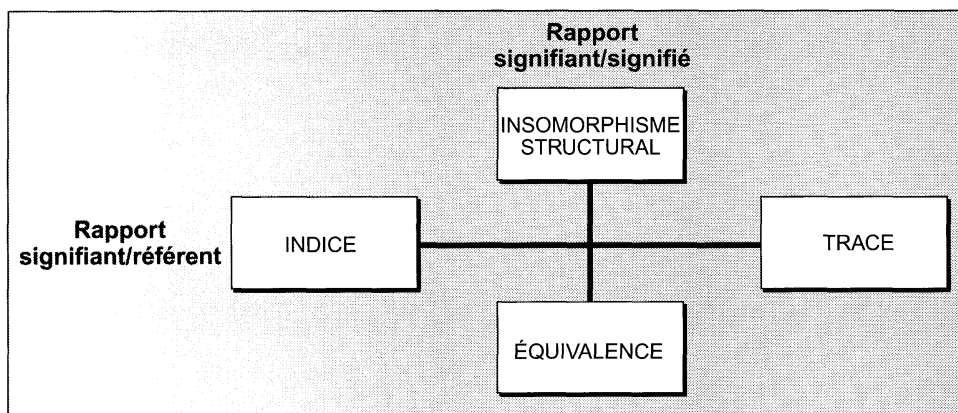 Rapport
signifiant/signifié
INSOMORPHISME
STRUCTURAL
Rapport
signifiant/référent
INDICE
TRACE
ÉQUIVALENCE